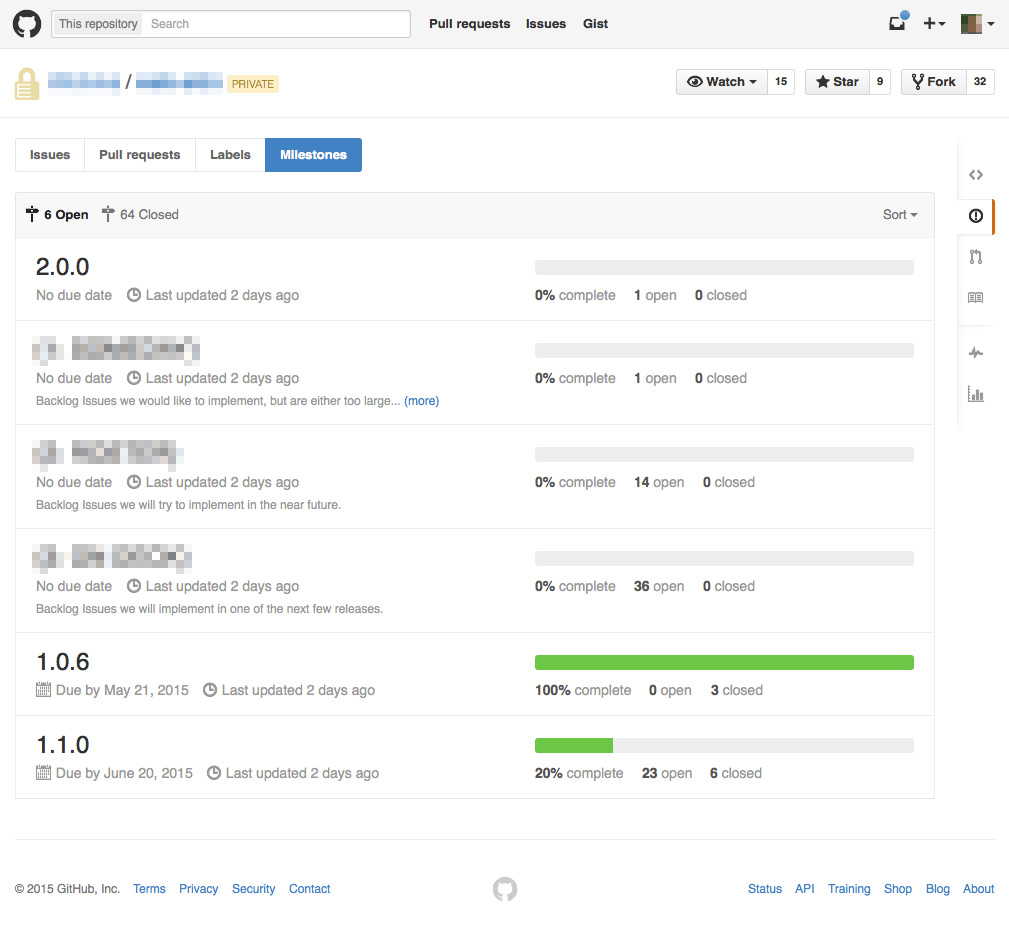 This repository Search Pull requests Issues Gist
/ PRIVATE Watch 15 Star 9 Fork 32
Issues Pull requests Labels Milestones
6 Open 64 Closed Sort
2.0.0
No due date Last updated 2 days ago 0% complete 1 open 0 closed
No due date Last updated 2 days ago 0% complete 1 open 0 closed
Backlog Issues we would like to implement, but are either too large... (more)
No due date Last updated 2 days ago 0% complete 14 open 0 closed
Backlog Issues we will try to implement in the near future.
No due date Last updated 2 days ago 0% complete 36 open 0 closed
Backlog Issues we will implement in one of the next few releases.
1.0.6
Due by May 21, 2015 Last updated 2 days ago 100% complete 0 open 3 closed
1.1.0
Due by June 20, 2015 Last updated 2 days ago 20% complete 23 open 6 closed
© 2015 GitHub, Inc. Terms Privacy Security Contact Status API Training Shop Blog About